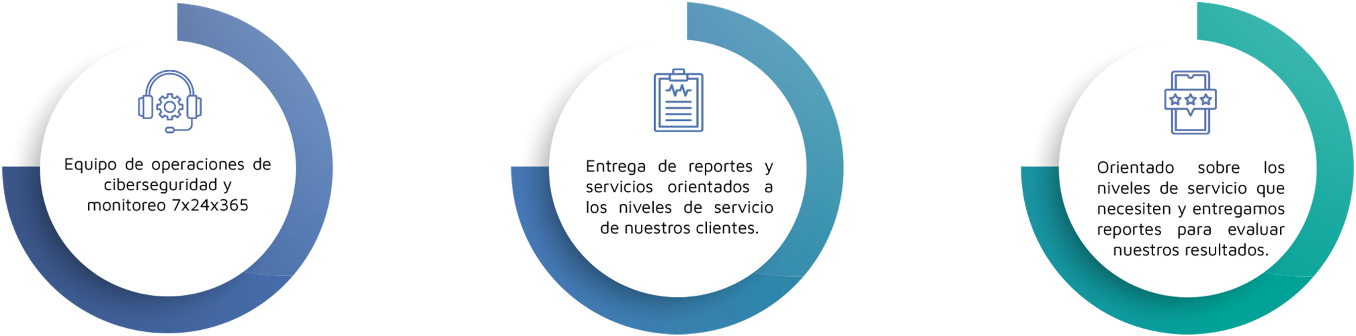 Equipo de operaciones de
ciberseguridad y
monitoreo 7x24x365
Entrega de reportes y
servicios orientados a
los niveles de servicio
de nuestros clientes.
Orientado sobre los
niveles de servicio que
necesiten y entregamos
reportes para evaluar
nuestros resultados.